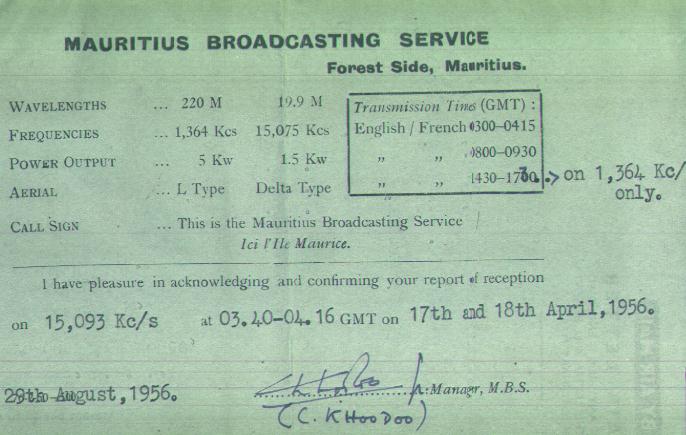 MAURITIUS BROADCASTING SERVICE
Forest Side, Mauritius.
WAVELENGTHS ... 220 M 19.9 M
FREQUENCIES ... 1,364 Kcs 15,075 Kcs
POWER OUTPUT ... 5 Kw 1.5 Kw
AERIAL ... L Type Delta Type
Transmission Times (GMT) :
English / French 0300–0415
„ „ 0800–0930
„ „ 1430–1730 .> on 1,364 Kc/
only.
CALL SIGN ... This is the Mauritius Broadcasting Service
Ici l'Ile Maurice.
I have pleasure in acknowledging and confirming your report of reception
on 15,093 Kc/s at 03.40-04.16 GMT on 17th and 18th April,1956.
August,1956. Manager, M.B.S.
(C. KHOODOO)